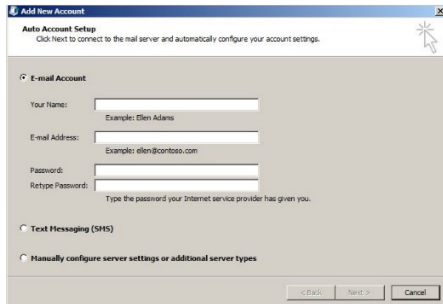 Add New Account
Auto Account Setup
Click Next to connect to the mail server and automatically configure your account settings.
E-mail Account
Your Name:
Example: Ellen Adams
E-mail Address:
Example: ellen@contoso.com
Password:
Retype Password:
Type the password your Internet service provider has given you.
Text Messaging (SMS)
Manually configure server settings or additional server types
< Back Next > Cancel